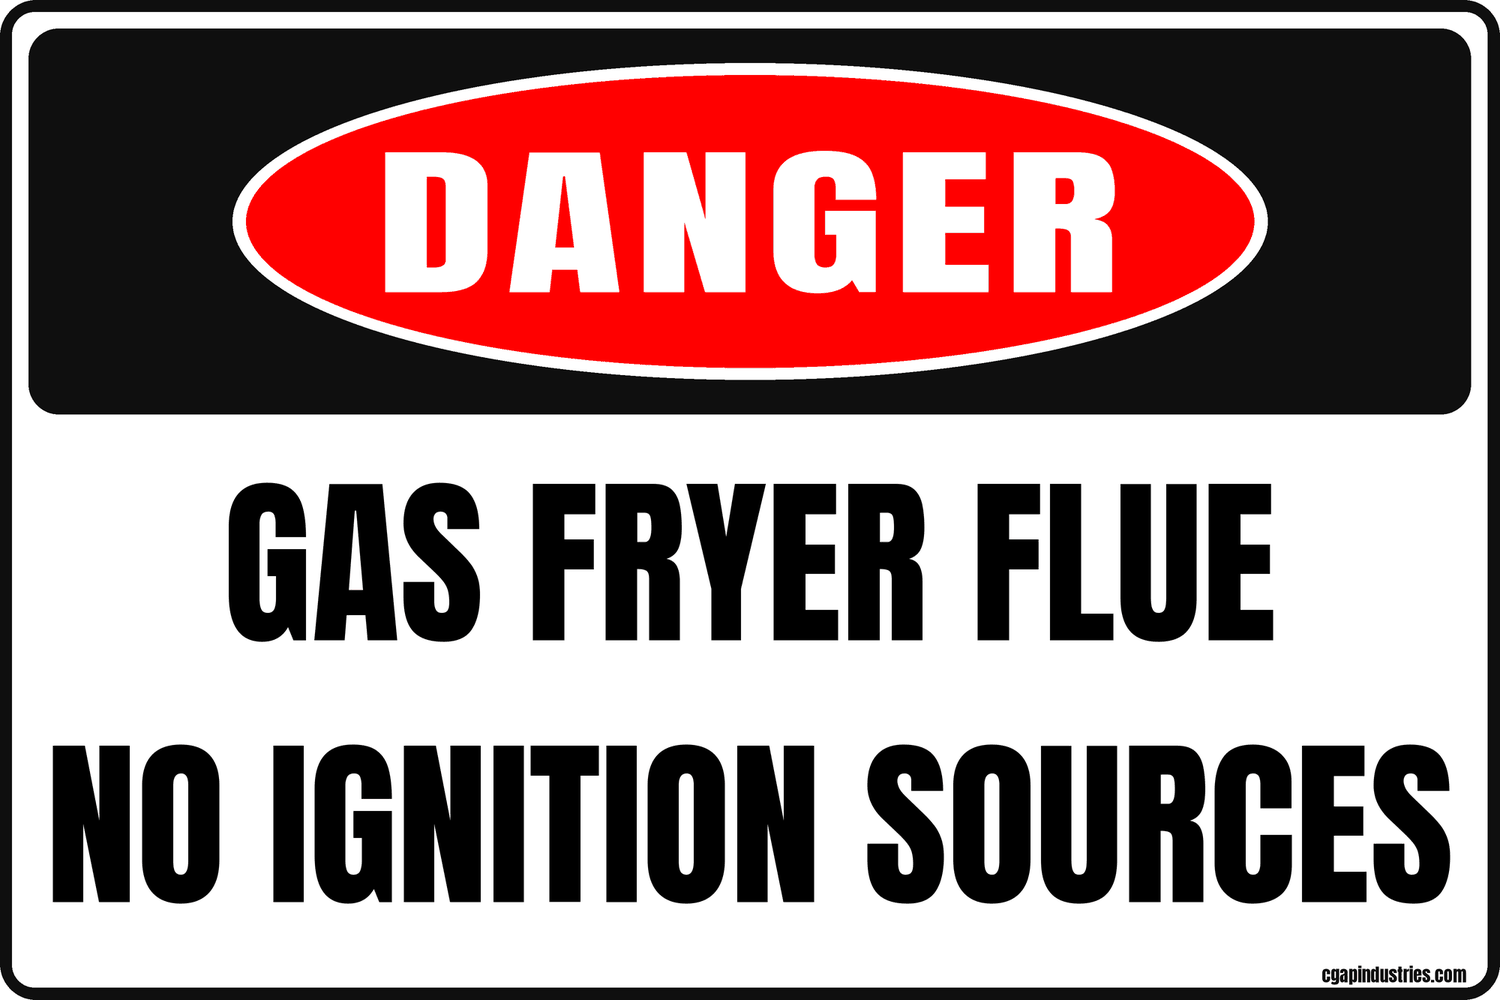 DANGER
GAS FRYER FLUE
NO IGNITION SOURCES
cgapindustries.com